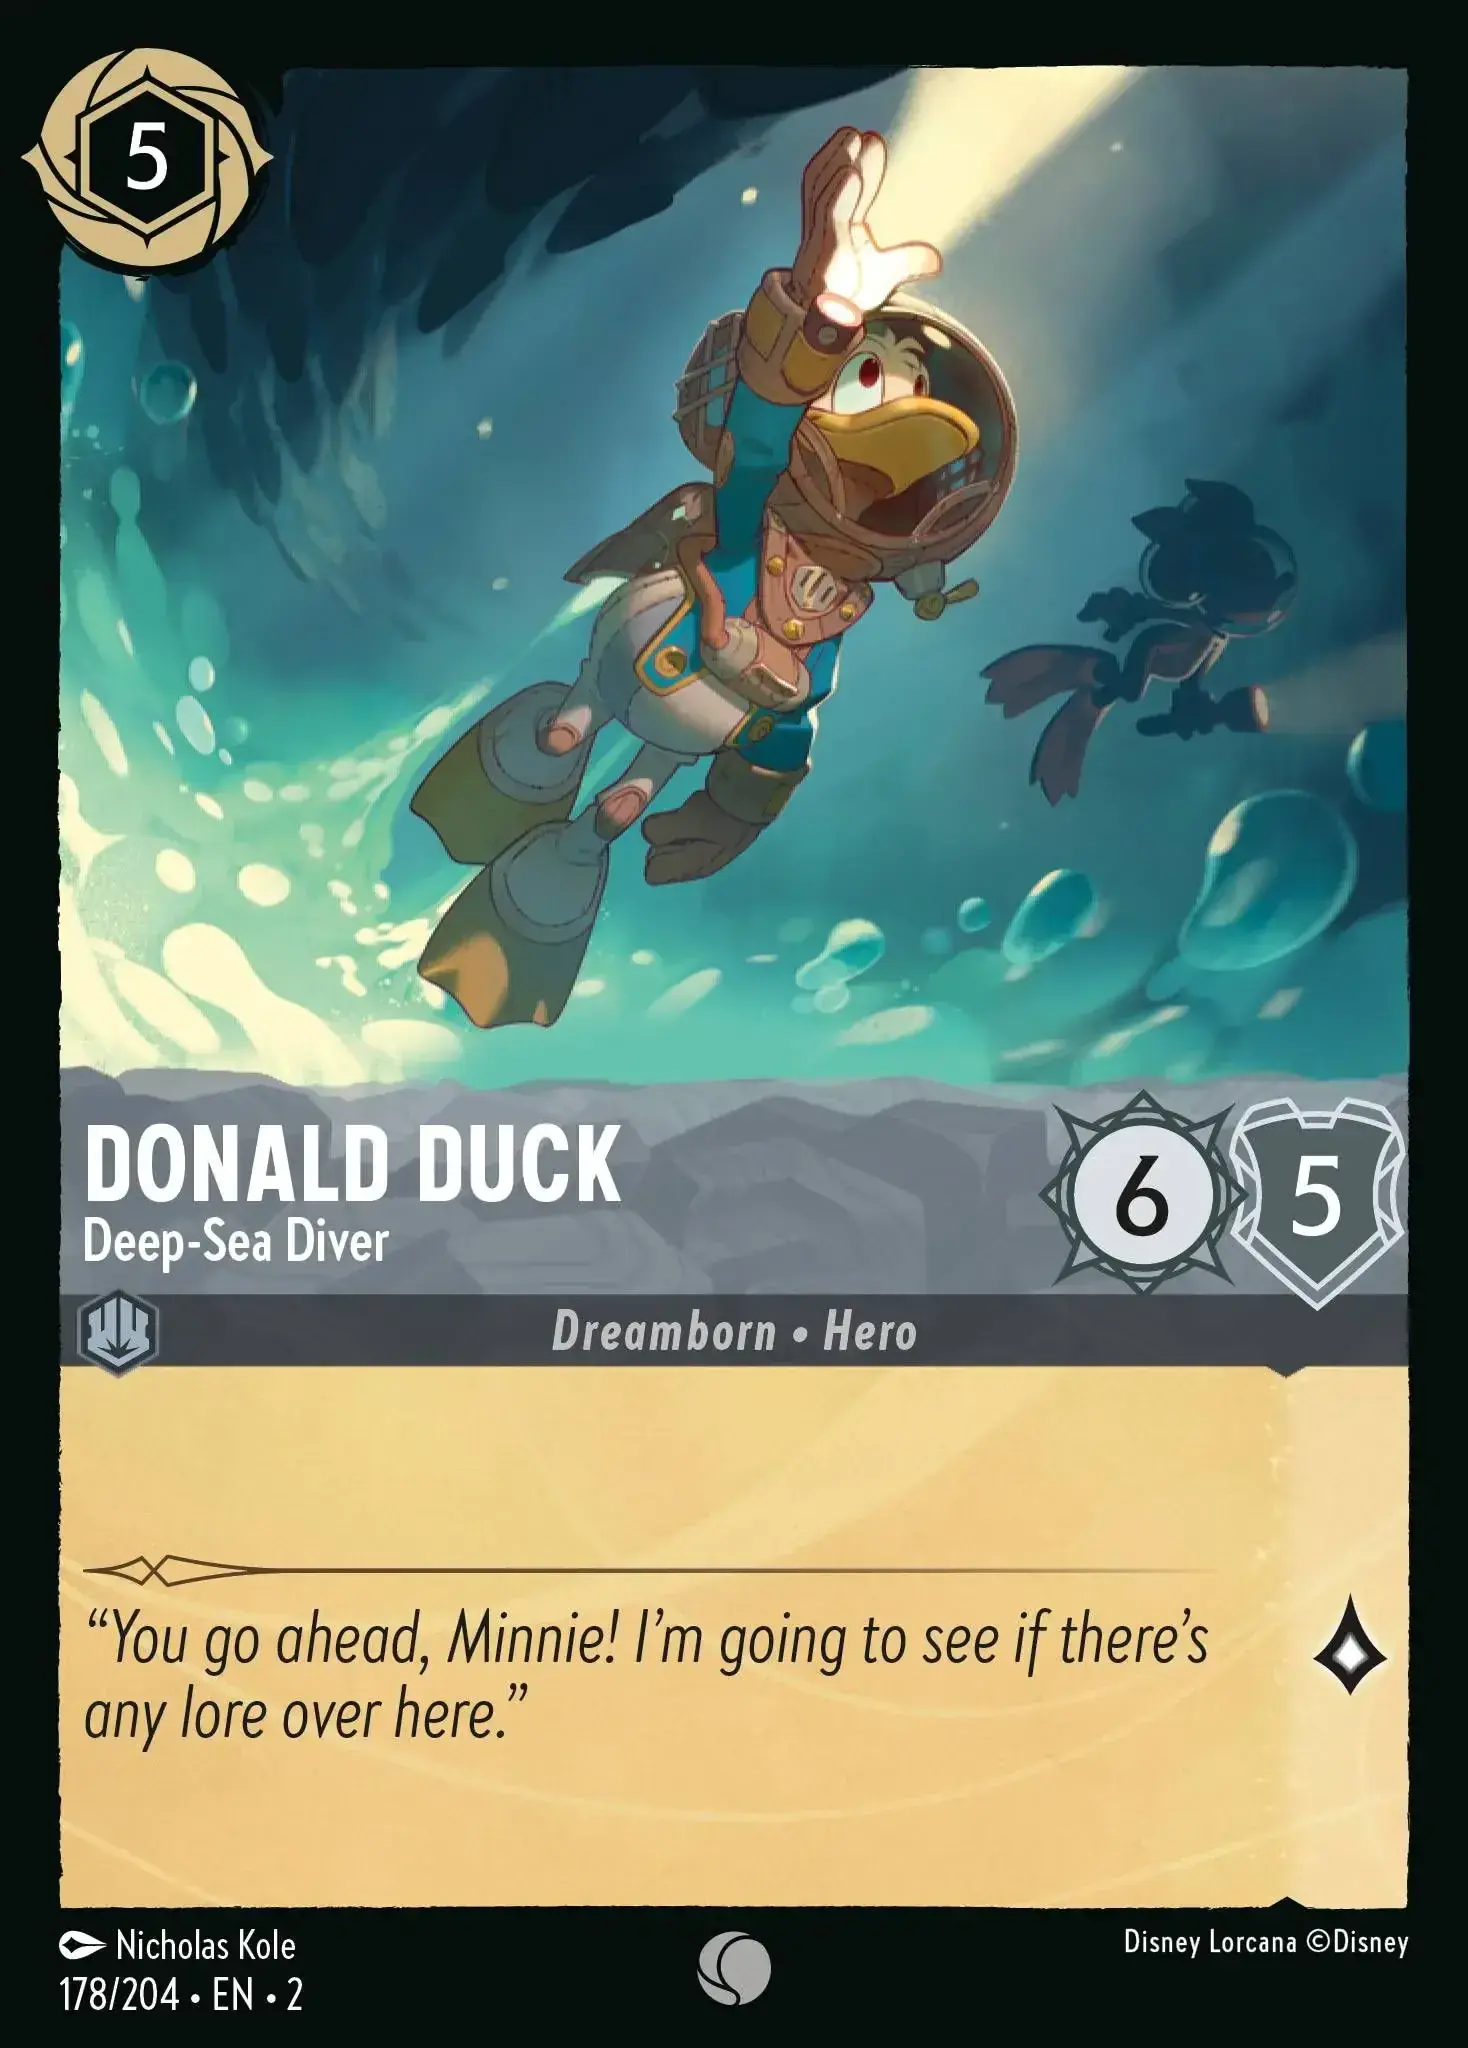 5
DONALD DUCK
Deep-Sea Diver
6
5
Dreamborn • Hero
“You go ahead, Minnie! I’m going to see if there’s
any lore over here.”
Nicholas Kole
Disney Lorcana ©Disney
178/204 • EN • 2